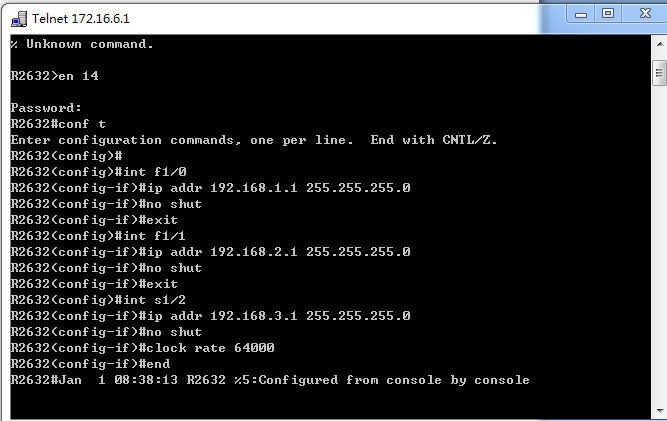 Telnet 172.16.6.1
% Unknown command.
R2632>en 14
Password:
R2632#conf t
Enter configuration commands, one per line.  End with CNTL/Z.
R2632(config)#
R2632(config)#int f1/0
R2632(config-if)#ip addr 192.168.1.1 255.255.255.0
R2632(config-if)#no shut
R2632(config-if)#exit
R2632(config)#int f1/1
R2632(config-if)#ip addr 192.168.2.1 255.255.255.0
R2632(config-if)#no shut
R2632(config-if)#exit
R2632(config)#int s1/2
R2632(config-if)#ip addr 192.168.3.1 255.255.255.0
R2632(config-if)#no shut
R2632(config-if)#clock rate 64000
R2632(config-if)#end
R2632#Jan  1 08:38:13 R2632 %5:Configured from console by console